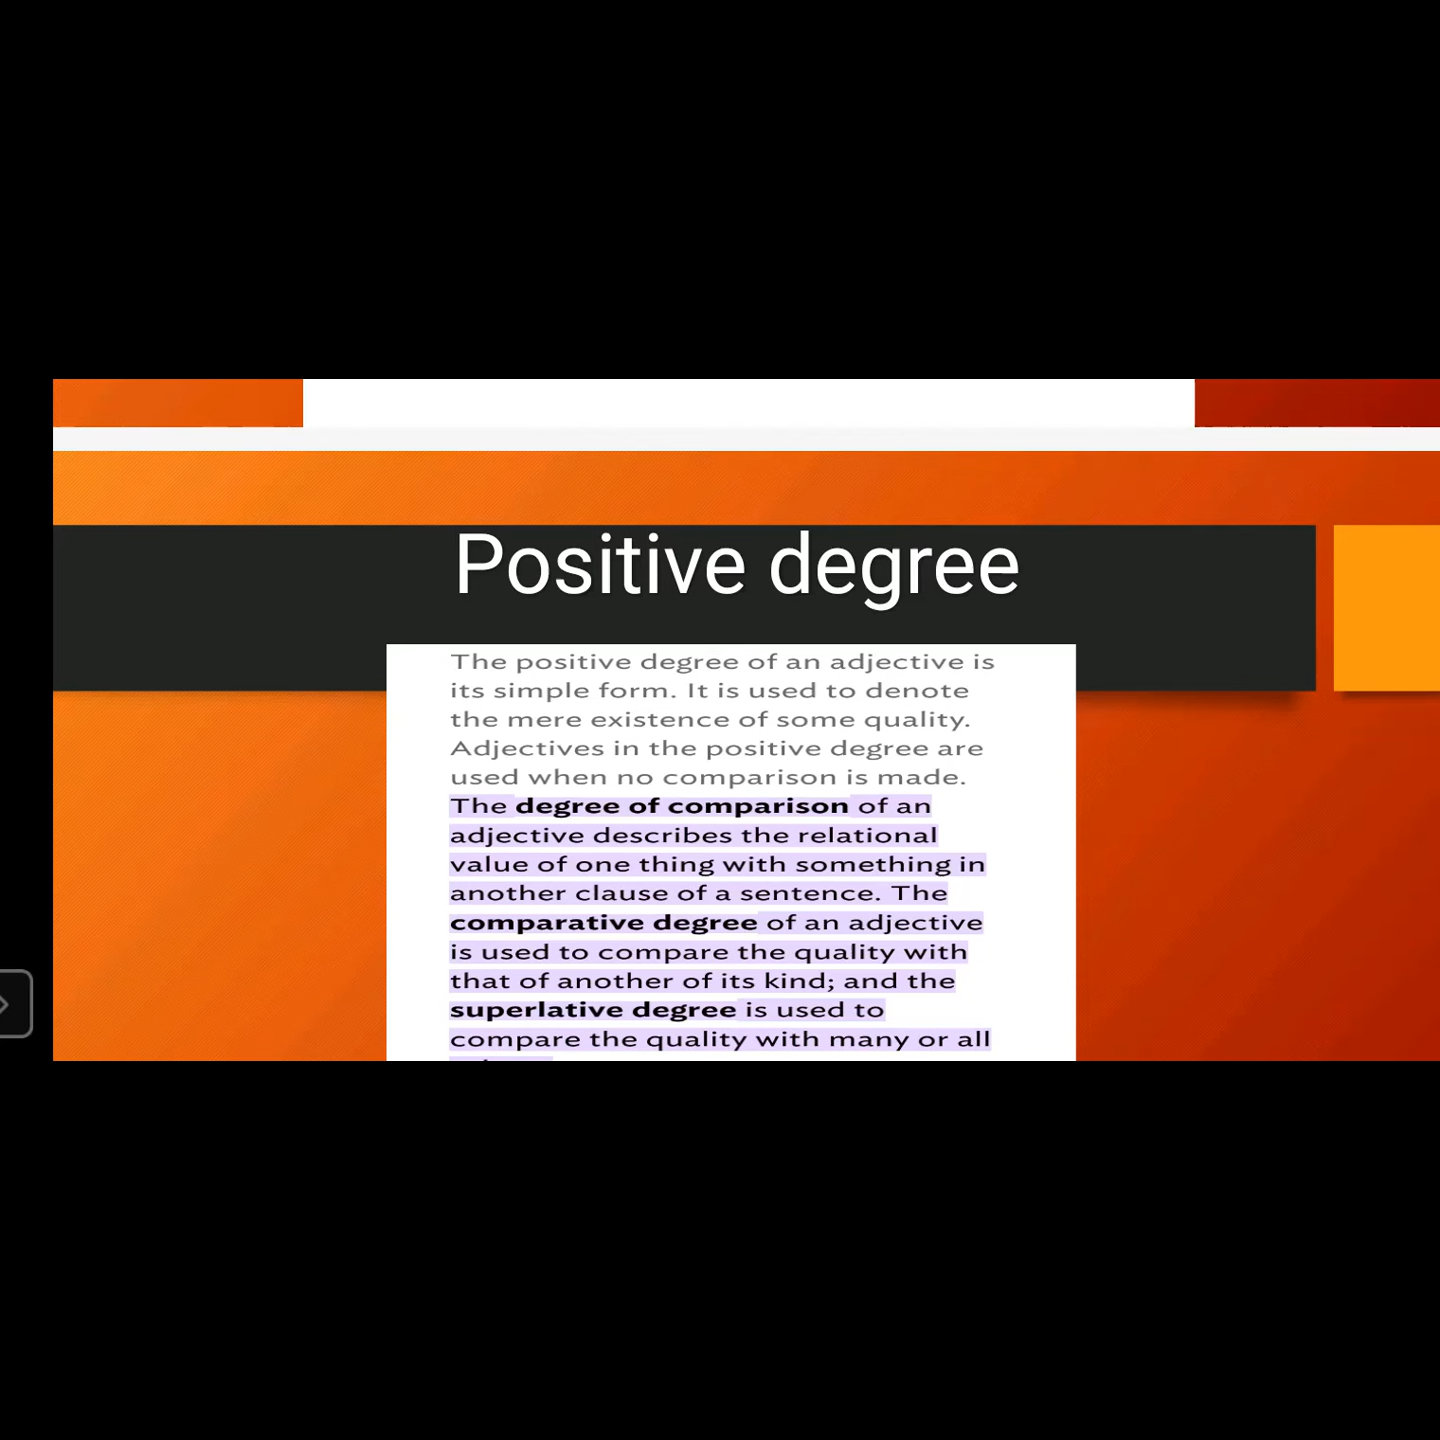 Positive degree
The positive degree of an adjective is
its simple form. It is used to denote
the mere existence of some quality.
Adjectives in the positive degree are
used when no comparison is made.
The degree of comparison of an
adjective describes the relational
value of one thing with something in
another clause of a sentence. The
comparative degree of an adjective
is used to compare the quality with
that of another of its kind; and the
superlative degree is used to
compare the quality with many or all